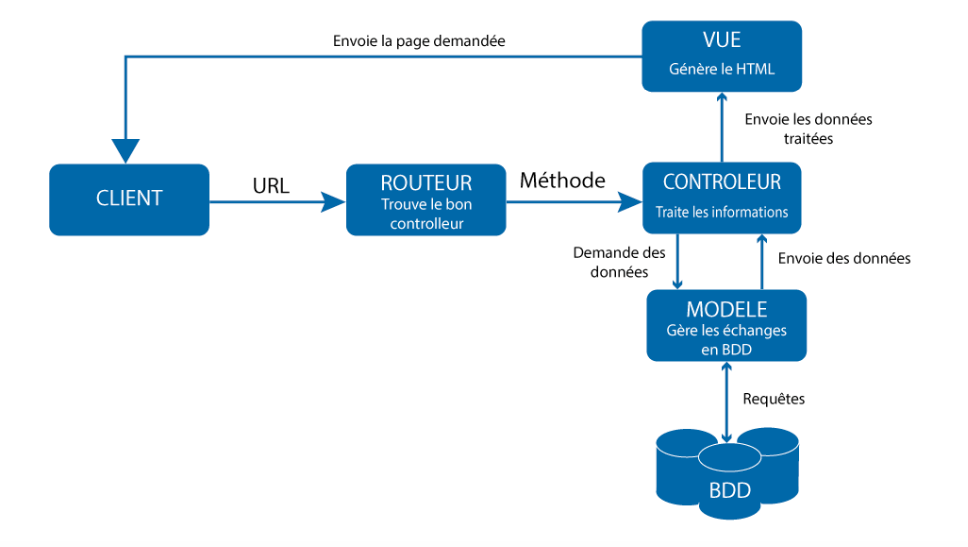 Envoie la page demandée
VUE
Génère le HTML
Envoie les données
traitées
CLIENT
URL
ROUTEUR
Trouve le bon
controlleur
Méthode
CONTROLEUR
Traite les informations
Demande des
données
Envoie des données
MODELE
Gère les échanges
en BDD
Requêtes
BDD